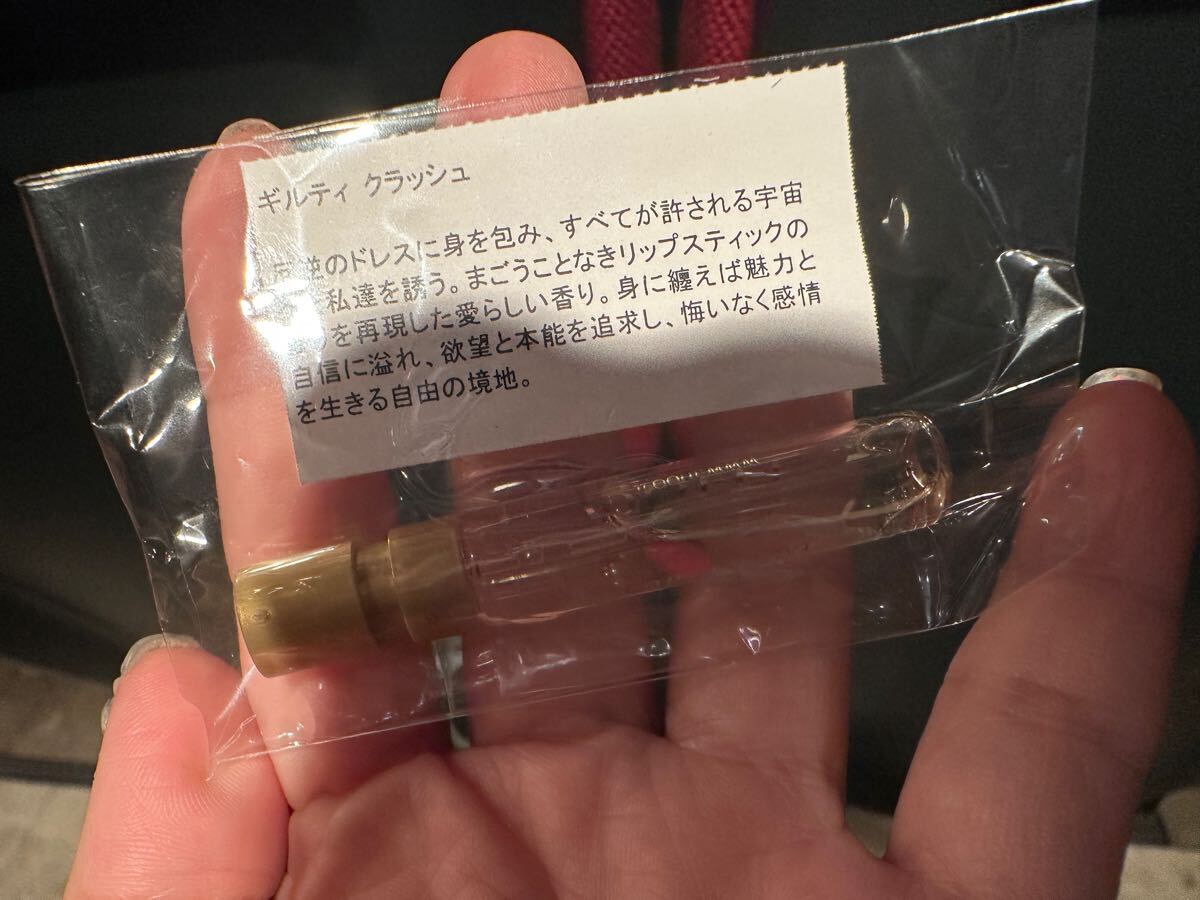 ギルティ クラッシュ
反逆のドレスに身を包み、すべてが許される宇宙
私達を誘う。まごうことなきリップスティックの
を再現した愛らしい香り。身に纏えば魅力と
自信に溢れ、欲望と本能を追求し、悔いなく感情
を生きる自由の境地。